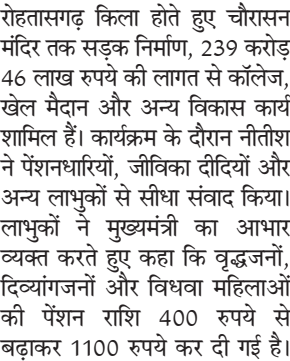 रोहतासगढ़ किला होते हुए चौरासन
मंदिर तक सड़क निर्माण, 239 करोड़
46 लाख रुपये की लागत से कॉलेज,
खेल मैदान और अन्य विकास कार्य
शामिल हैं। कार्यक्रम के दौरान नीतीश
ने पेंशनधारियों, जीविका दीदियों और
अन्य लाभुकों से सीधा संवाद किया।
लाभुकों ने मुख्यमंत्री का आभार
व्यक्त करते हुए कहा कि वृद्धजनों,
दिव्यांगजनों और विधवा महिलाओं
की पेंशन राशि 400 रुपये से
बढ़ाकर 1100 रुपये कर दी गई है।